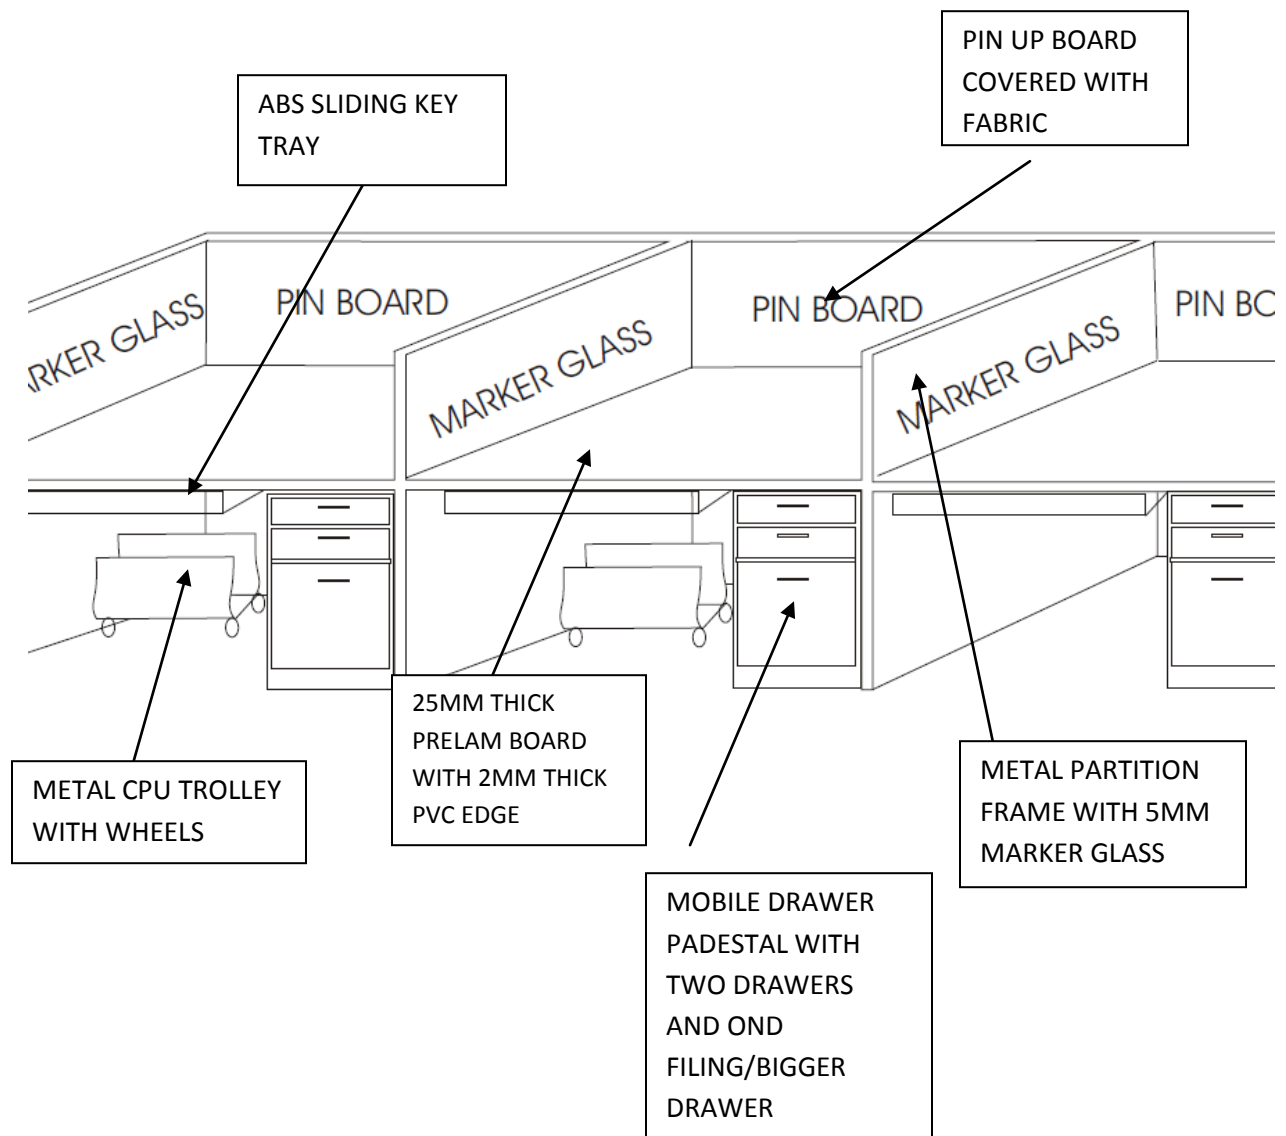 PIN UP BOARD
COVERED WITH
FABRIC
ABS SLIDING KEY
TRAY
PIN BOARD
PIN BOARD
PIN BO
ARKER GLASS
MARKER GLASS
MARKER GLASS
25MM THICK
PRELAM BOARD
WITH 2MM THICK
PVC EDGE
METAL CPU TROLLEY
WITH WHEELS
METAL PARTITION
FRAME WITH 5MM
MARKER GLASS
MOBILE DRAWER
PADESTAL WITH
TWO DRAWERS
AND OND
FILING/BIGGER
DRAWER